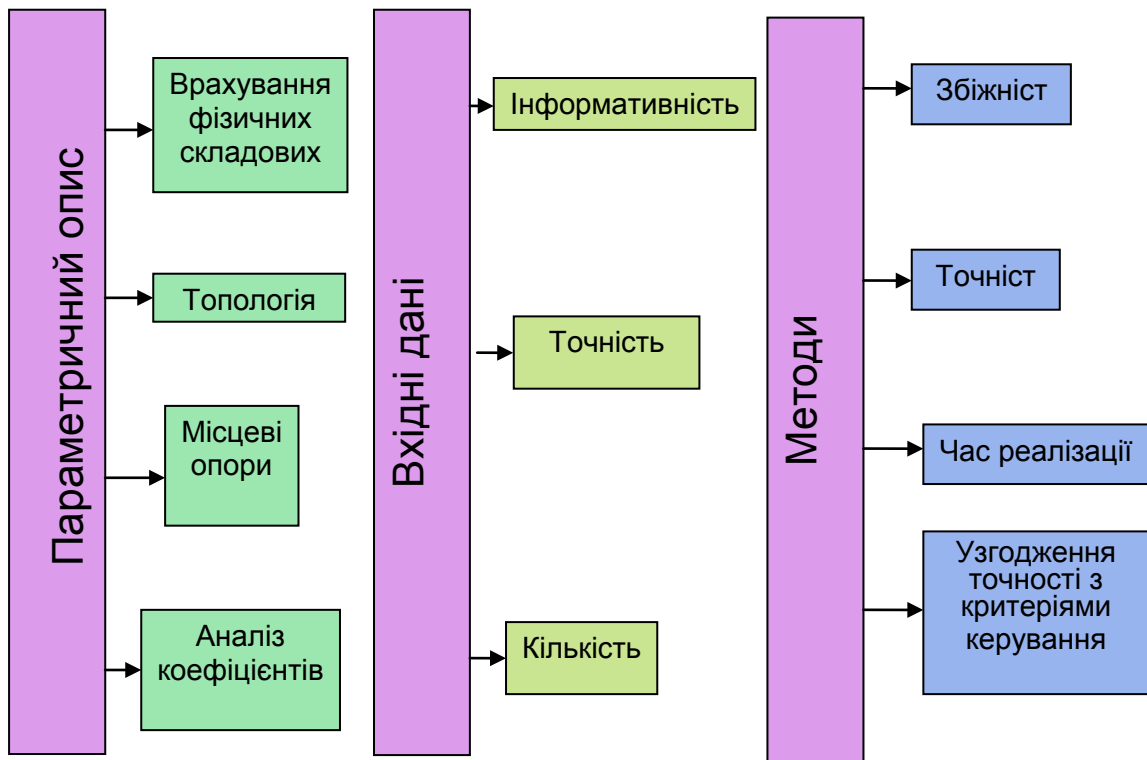 Параметричний опис
Врахування
фізичних
складових
Топологія
Місцеві
опори
Аналіз
коефіцієнтів
Вхідні дані
Інформативність
Точність
Кількість
Методи
Збіжніст
Точніст
Час реалізації
Узгодження
точності з
критеріями
керування